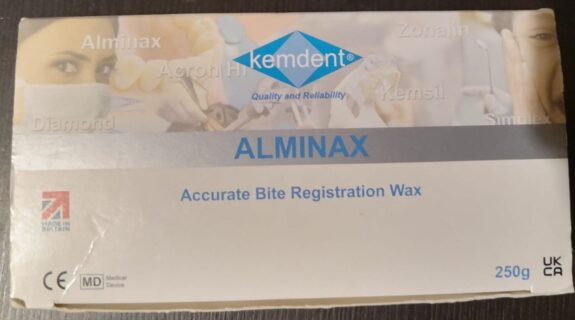 Alminax
Zonalin
Acron Hi
kemdent®
Quality and Reliability
Kemsil
Diamond
Simplex
ALMINAX
Accurate Bite Registration Wax
MADE IN
BRITAIN
CE
MD
Medical
Device
250g
UK
CA